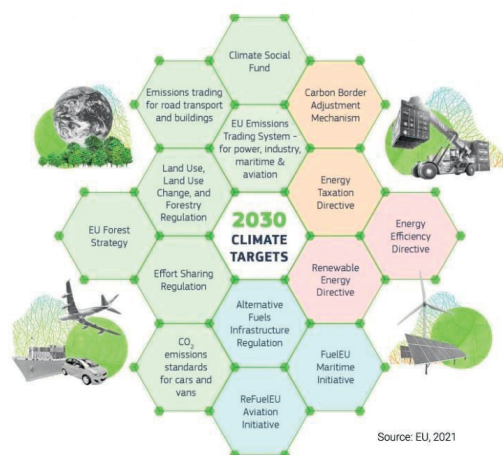 Climate Social
Fund
Emissions trading
for road transport
and buildings
Carbon Border
Adjustment
Mechanism
EU Emissions
Trading System –
for power, industry,
maritime &
aviation
Land Use,
Land Use
Change, and
Forestry
Regulation
Energy
Taxation
Directive
2030
CLIMATE
TARGETS
EU Forest
Strategy
Energy
Efficiency
Directive
Effort Sharing
Regulation
Renewable
Energy
Directive
Alternative
Fuels
Infrastructure
Regulation
CO₂
emissions
standards
for cars and
vans
FuelEU
Maritime
Initiative
ReFuelEU
Aviation
Initiative
Source: EU, 2021